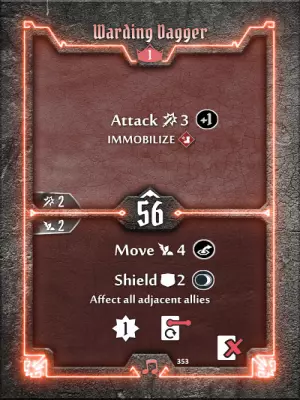 Warding Dagger
1
Attack 3 +1
IMMOBILIZE
2
56
2
Move 4
Shield 2
Affect all adjacent allies
1
353